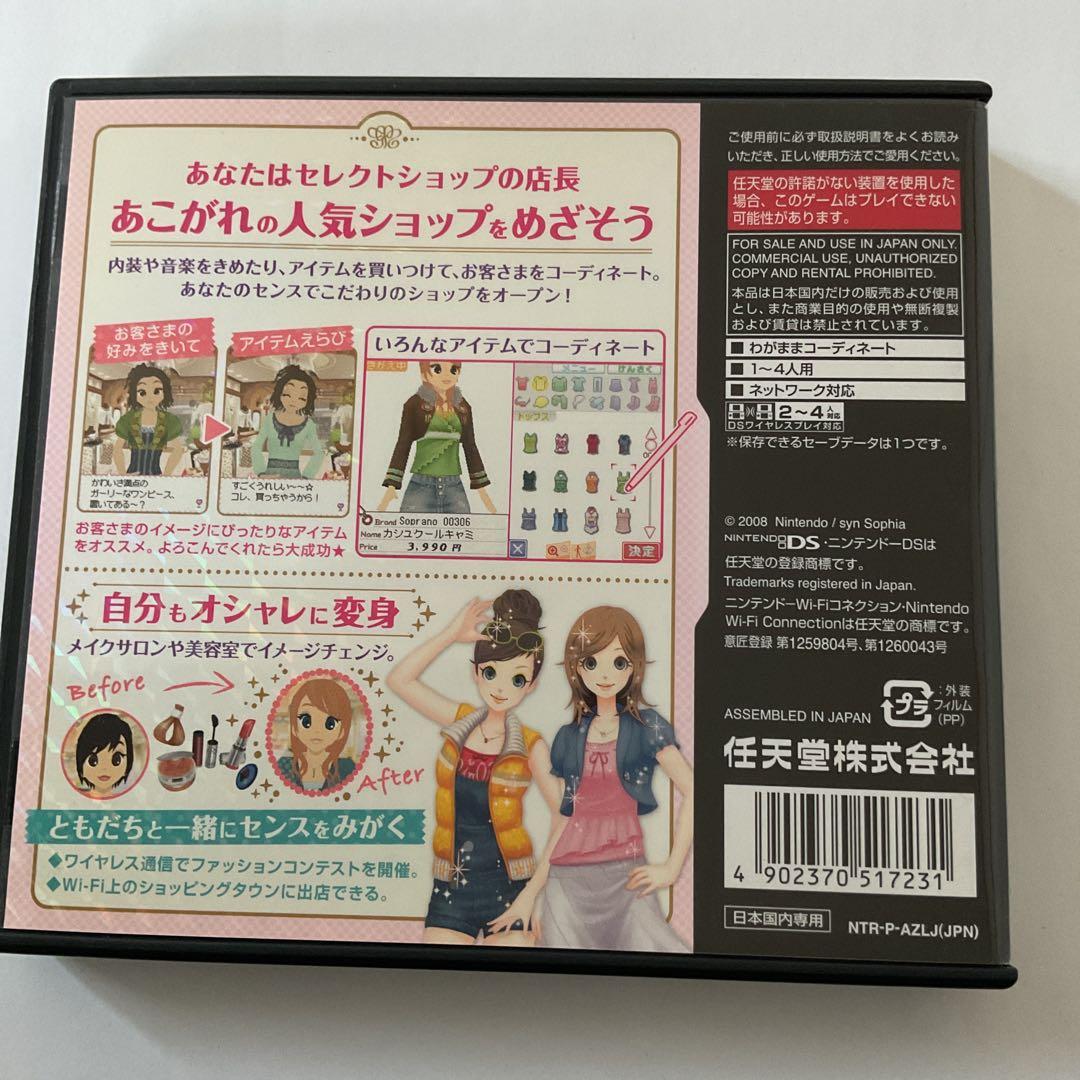 あなたはセレクトショップの店長
あこがれの人気ショップをめざそう
内装や音楽をきめたり、アイテムを買いつけて、お客さまをコーディネート。
あなたのセンスでこだわりのショップをオープン!
お客さまの
好みをきいて
アイテムえらび
いろんなアイテムでコーディネート
かわいさ満点の
ガーリーなワンピース、
置いてある〜?
すごくうれしい〜〜☆
コレ、買っちゃうから!
きがえ中
メニュー
けんさく
トップス
Brand Soprano 00306
Name カシュクールキャミ
Price 3,990 円
決定
お客さまのイメージにぴったりなアイテム
をオススメ。よろこんでくれたら大成功★
自分もオシャレに変身
メイクサロンや美容室でイメージチェンジ。
Before
After
ともだちと一緒にセンスをみがく
◆ワイヤレス通信でファッションコンテストを開催。
◆Wi-Fi上のショッピングタウンに出店できる。
ご使用前に必ず取扱説明書をよくお読み
いただき、正しい使用方法でご愛用ください。
任天堂の許諾がない装置を使用した
場合、このゲームはプレイできない
可能性があります。
FOR SALE AND USE IN JAPAN ONLY.
COMMERCIAL USE, UNAUTHORIZED
COPY AND RENTAL PROHIBITED.
本品は日本国内だけの販売および使用
とし、また商業目的の使用や無断複製
および賃貸は禁止されています。
■ わがままコーディネート
■ 1〜4人用
■ ネットワーク対応
2〜4人対応
DSワイヤレスプレイ対応
※保存できるセーブデータは1つです。
© 2008 Nintendo / syn Sophia
NINTENDO DS・ニンテンドーDSは
任天堂の登録商標です。
Trademarks registered in Japan.
ニンテンドーWi-Fiコネクション・Nintendo
Wi-Fi Connectionは任天堂の商標です。
意匠登録 第1259804号、第1260043号
ASSEMBLED IN JAPAN
プラ
:外装
フィルム
(PP)
任天堂株式会社
4 902370 517231
日本国内専用
NTR-P-AZLJ(JPN)